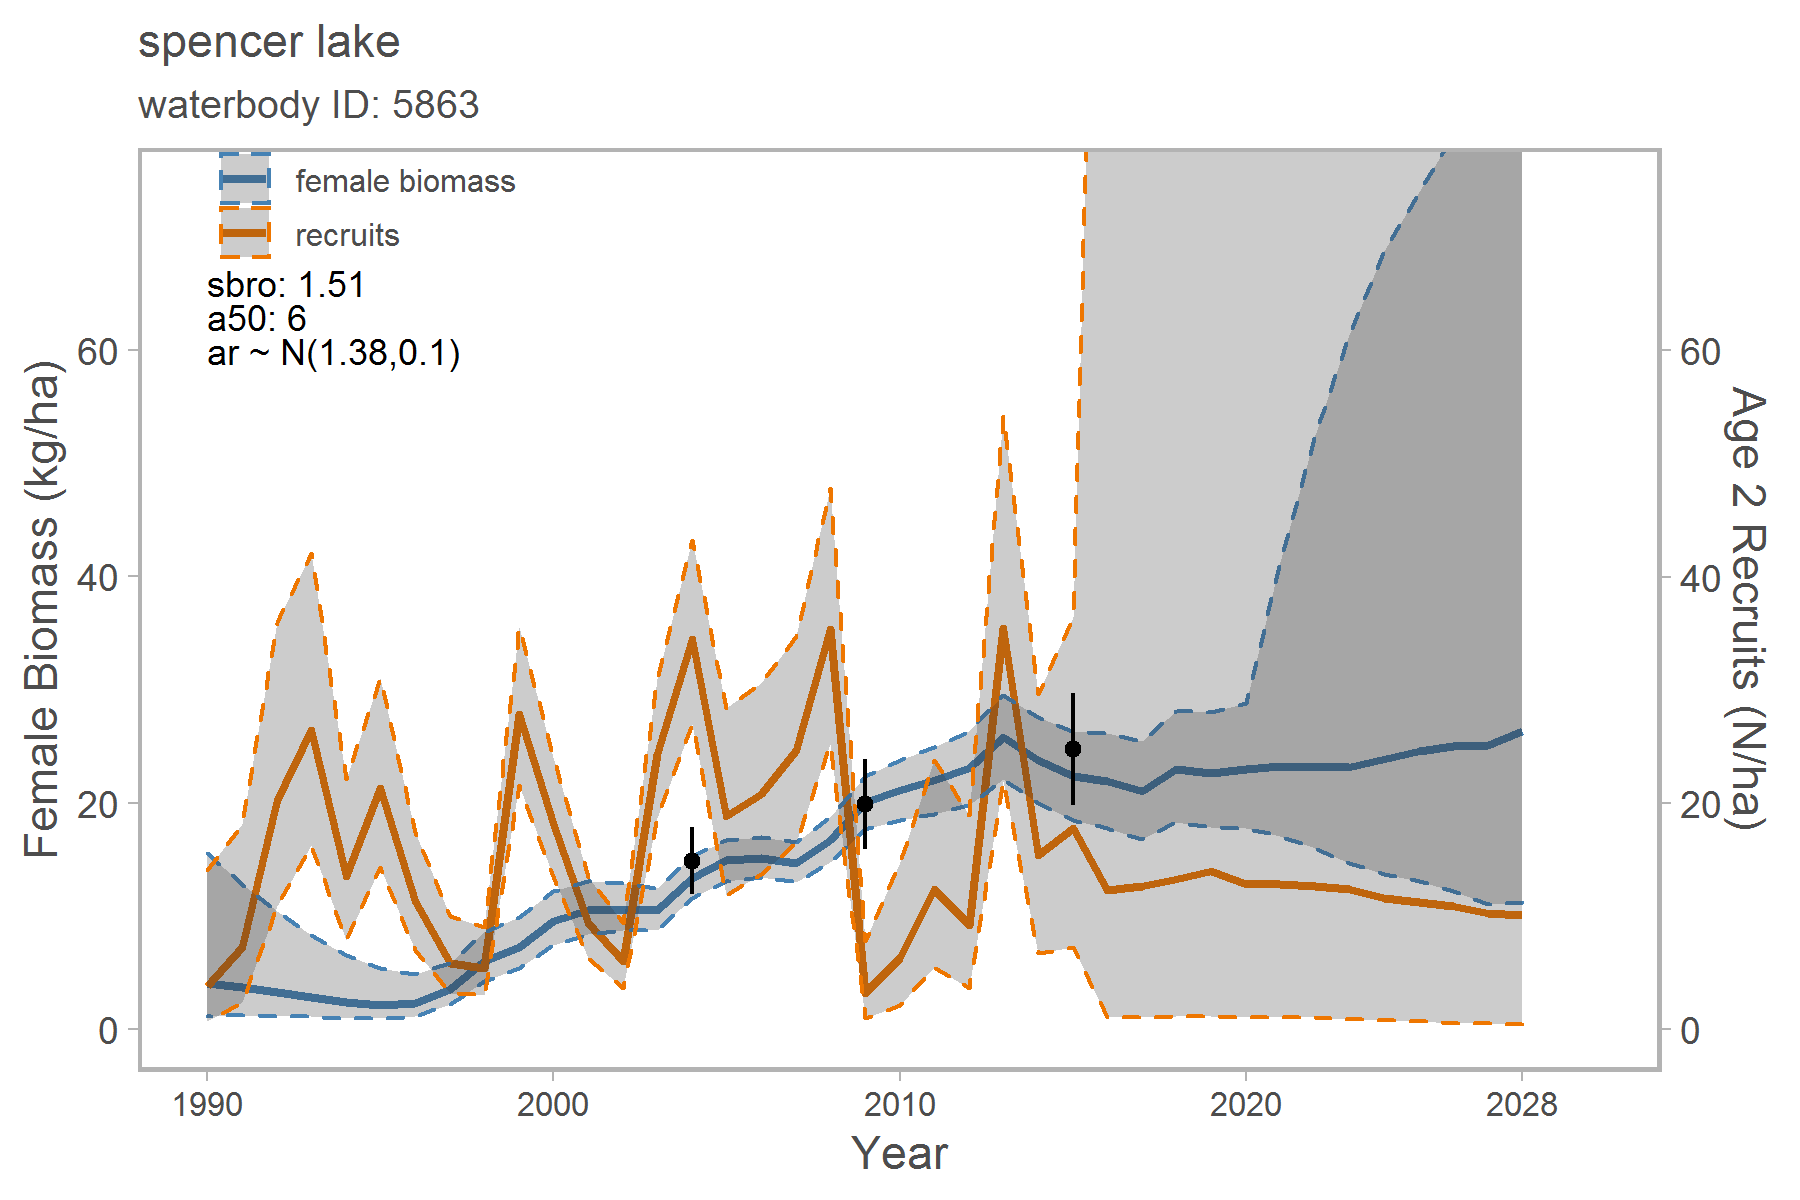 spencer lake
waterbody ID: 5863
female biomass
recruits
sbro: 1.51
a50: 6
ar ~ N(1.38,0.1)
Female Biomass (kg/ha)
60
40
20
0
Age 2 Recruits (N/ha)
60
40
20
0
1990
2000
2010
2020
2028
Year